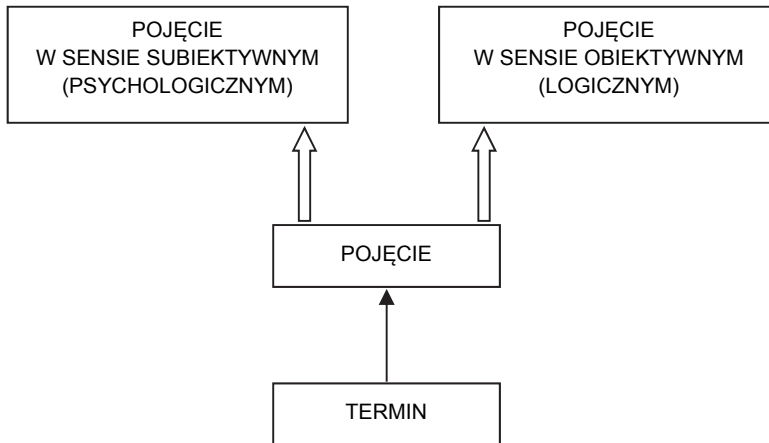 POJĘCIE
W SENSIE SUBIEKTYWNYM
(PSYCHOLOGICZNYM)
POJĘCIE
W SENSIE OBIEKTYWNYM
(LOGICZNYM)
POJĘCIE
TERMIN